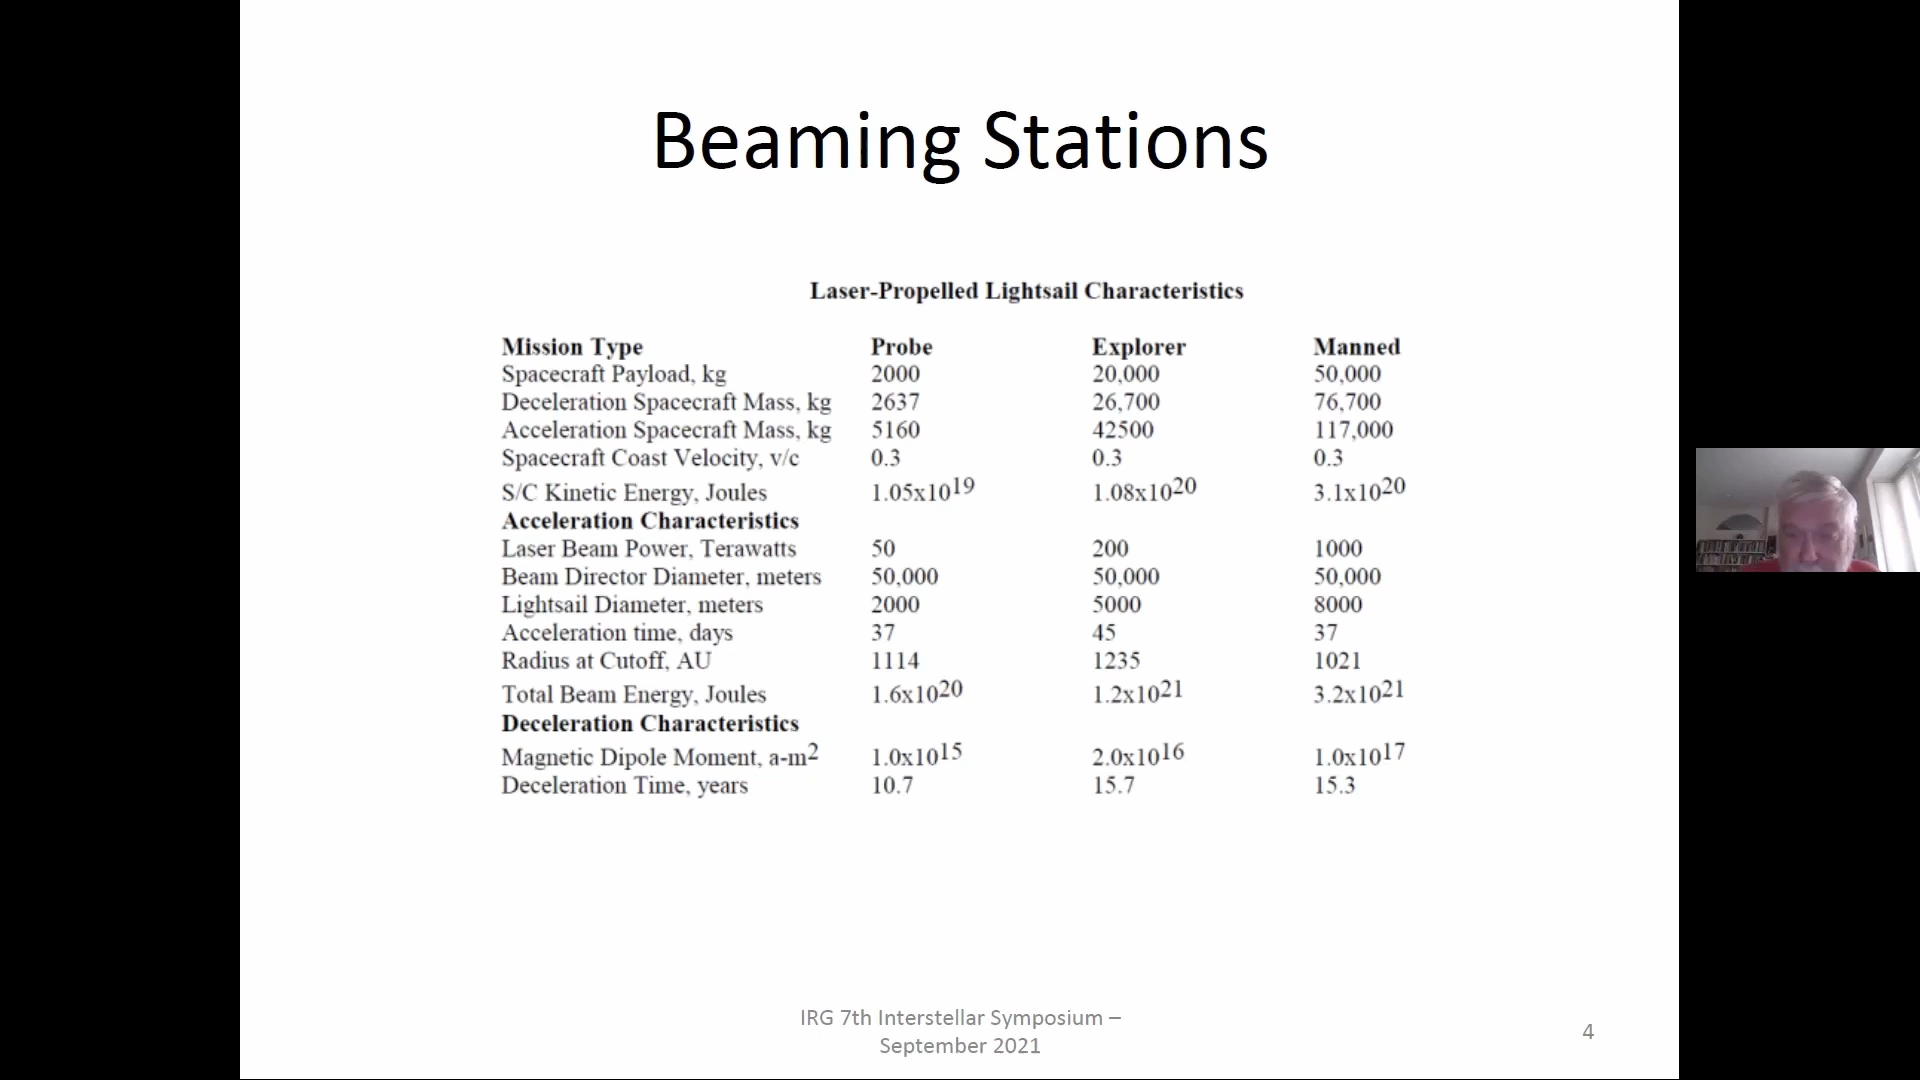 Beaming Stations
Laser-Propelled Lightsail Characteristics
Mission Type Probe Explorer Manned
Spacecraft Payload, kg 2000 20,000 50,000
Deceleration Spacecraft Mass, kg 2637 26,700 76,700
Acceleration Spacecraft Mass, kg 5160 42500 117,000
Spacecraft Coast Velocity, v/c 0.3 0.3 0.3
S/C Kinetic Energy, Joules 1.05x10^19 1.08x10^20 3.1x10^20
Acceleration Characteristics
Laser Beam Power, Terawatts 50 200 1000
Beam Director Diameter, meters 50,000 50,000 50,000
Lightsail Diameter, meters 2000 5000 8000
Acceleration time, days 37 45 37
Radius at Cutoff, AU 1114 1235 1021
Total Beam Energy, Joules 1.6x10^20 1.2x10^21 3.2x10^21
Deceleration Characteristics
Magnetic Dipole Moment, a-m^2 1.0x10^15 2.0x10^16 1.0x10^17
Deceleration Time, years 10.7 15.7 15.3
IRG 7th Interstellar Symposium –
September 2021
4